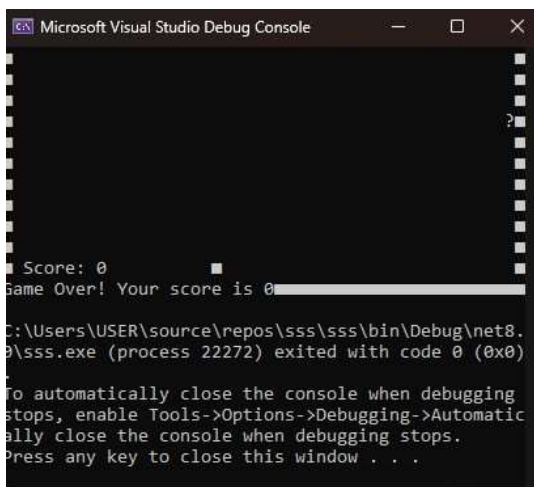 Microsoft Visual Studio Debug Console
?
Score: 0
Game Over! Your score is 0
C:\Users\USER\source\repos\sss\sss\bin\Debug\net8.
0\sss.exe (process 22272) exited with code 0 (0x0)
.
To automatically close the console when debugging
stops, enable Tools->Options->Debugging->Automatic
ally close the console when debugging stops.
Press any key to close this window . . .